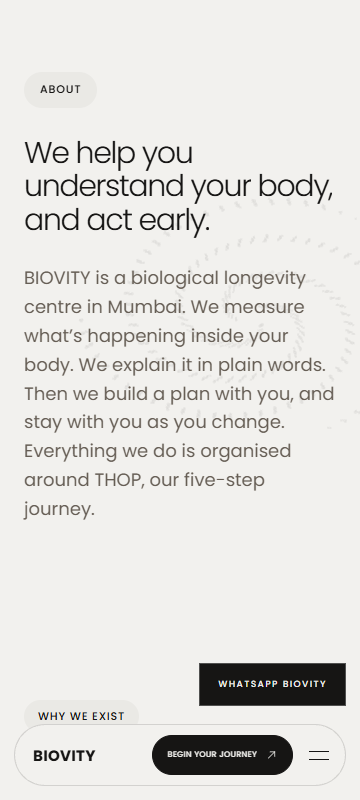 ABOUT
We help you
understand your body,
and act early.
BIOVITY is a biological longevity
centre in Mumbai. We measure
what’s happening inside your
body. We explain it in plain words.
Then we build a plan with you, and
stay with you as you change.
Everything we do is organised
around THOP, our five-step
journey.
WHATSAPP BIOVITY
WHY WE EXIST
BIOVITY
BEGIN YOUR JOURNEY